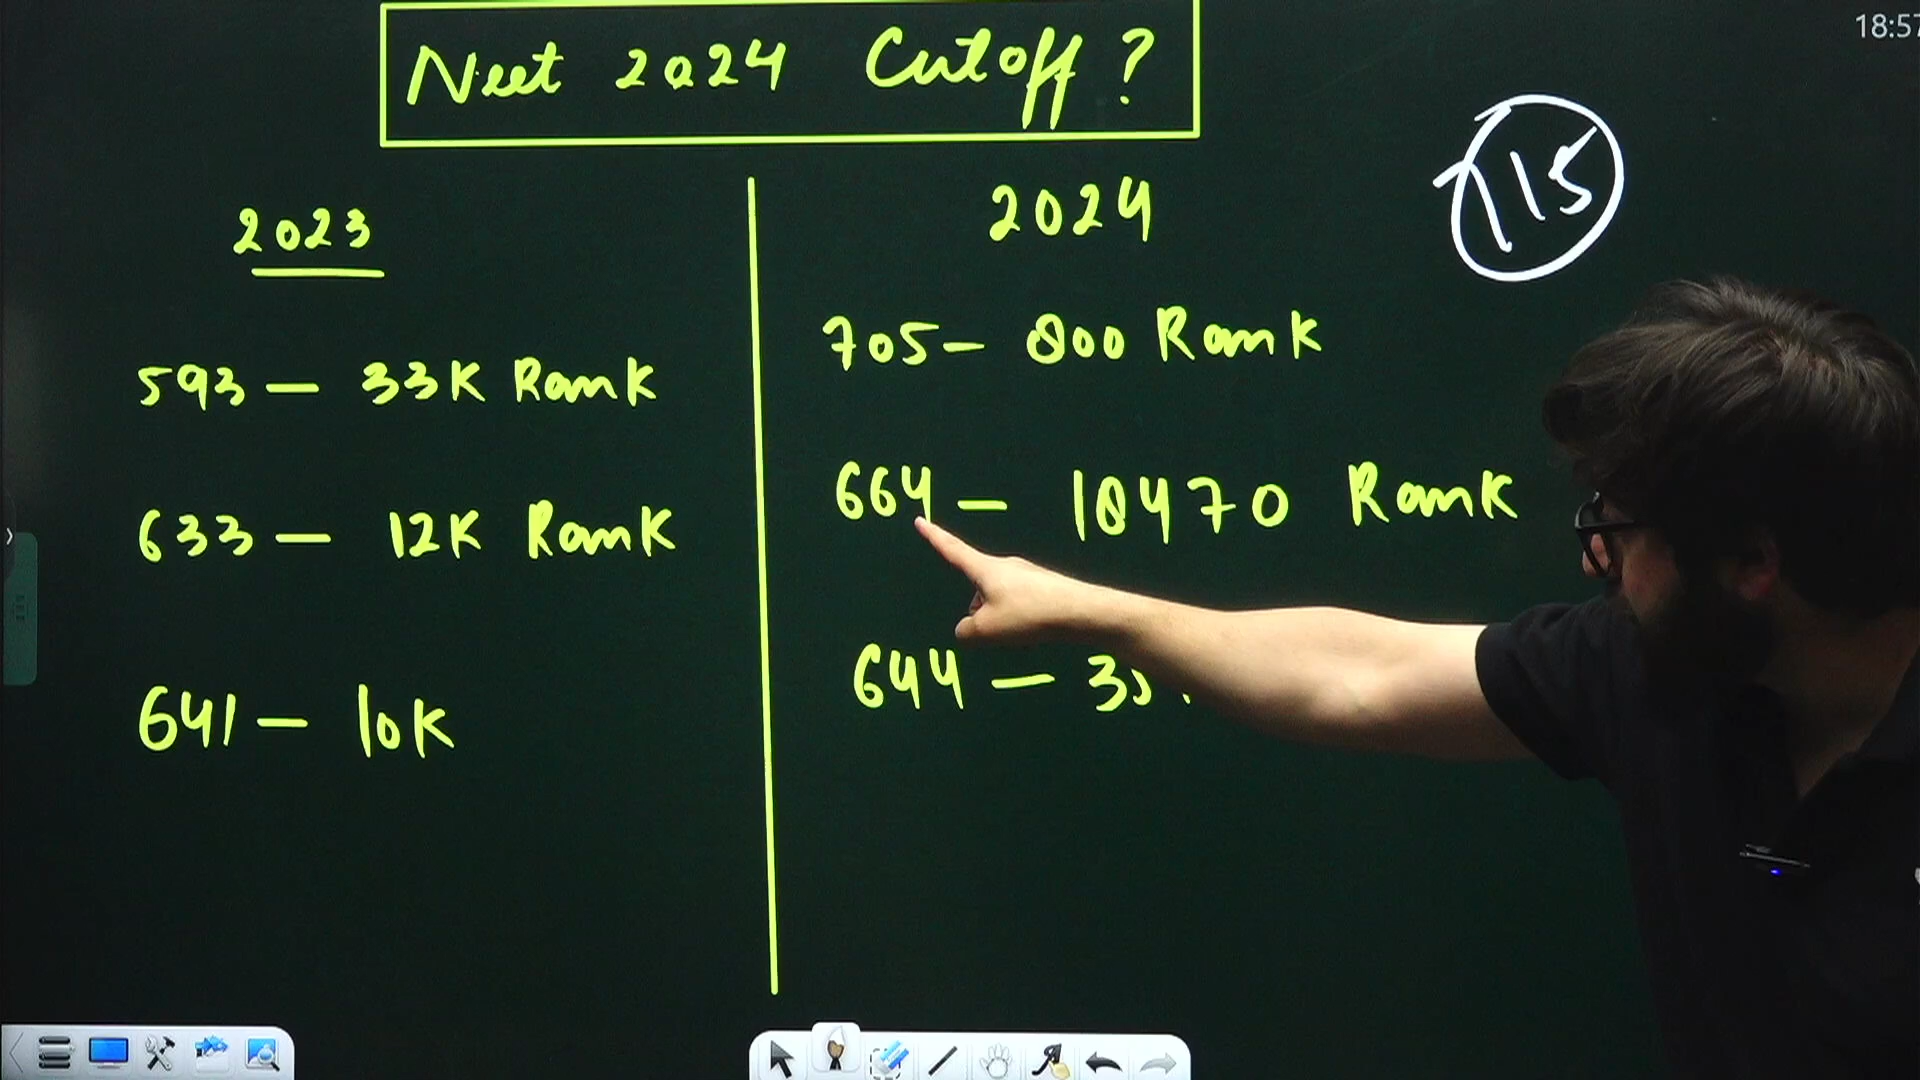 Neet 2024 Cutoff?
18:57
715
2023
593 — 33K Rank
633 — 12K Rank
641 — 10K
2024
705 — 800 Rank
664 — 18470 Rank
644 —